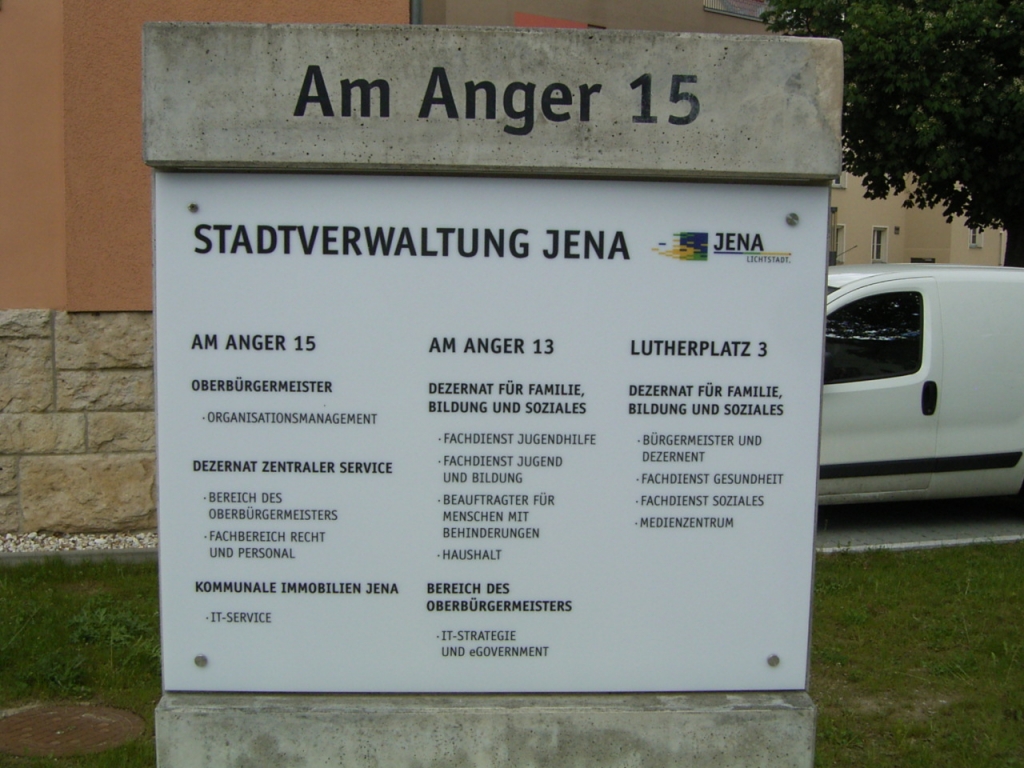 Am Anger 15
STADTVERWALTUNG JENA
JENA
LICHTSTADT.
AM ANGER 15
OBERBÜRGERMEISTER
· ORGANISATIONSMANAGEMENT
DEZERNAT ZENTRALER SERVICE
· BEREICH DES
OBERBÜRGERMEISTERS
· FACHBEREICH RECHT
UND PERSONAL
KOMMUNALE IMMOBILIEN JENA
· IT-SERVICE
AM ANGER 13
DEZERNAT FÜR FAMILIE,
BILDUNG UND SOZIALES
· FACHDIENST JUGENDHILFE
· FACHDIENST JUGEND
UND BILDUNG
· BEAUFTRAGTER FÜR
MENSCHEN MIT
BEHINDERUNGEN
· HAUSHALT
BEREICH DES
OBERBÜRGERMEISTERS
· IT-STRATEGIE
UND eGOVERNMENT
LUTHERPLATZ 3
DEZERNAT FÜR FAMILIE,
BILDUNG UND SOZIALES
· BÜRGERMEISTER UND
DEZERNENT
· FACHDIENST GESUNDHEIT
· FACHDIENST SOZIALES
· MEDIENZENTRUM